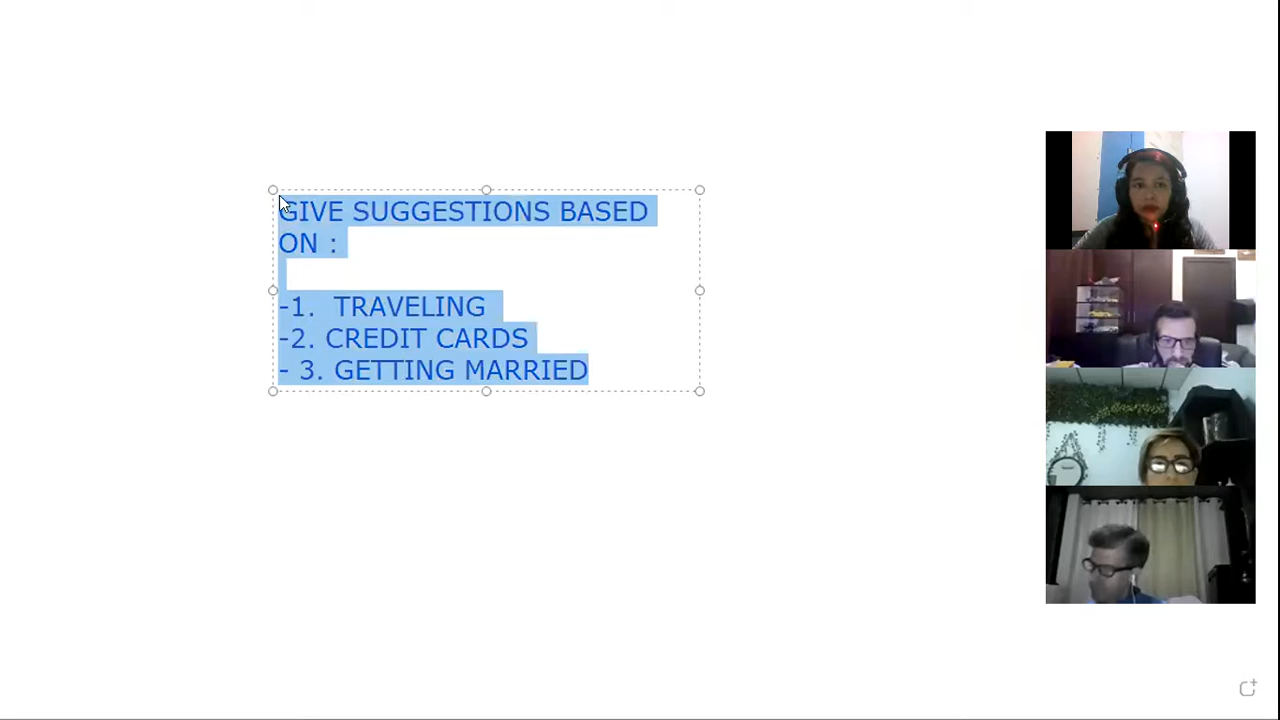 GIVE SUGGESTIONS BASED
ON :
-1. TRAVELING
-2. CREDIT CARDS
- 3. GETTING MARRIED